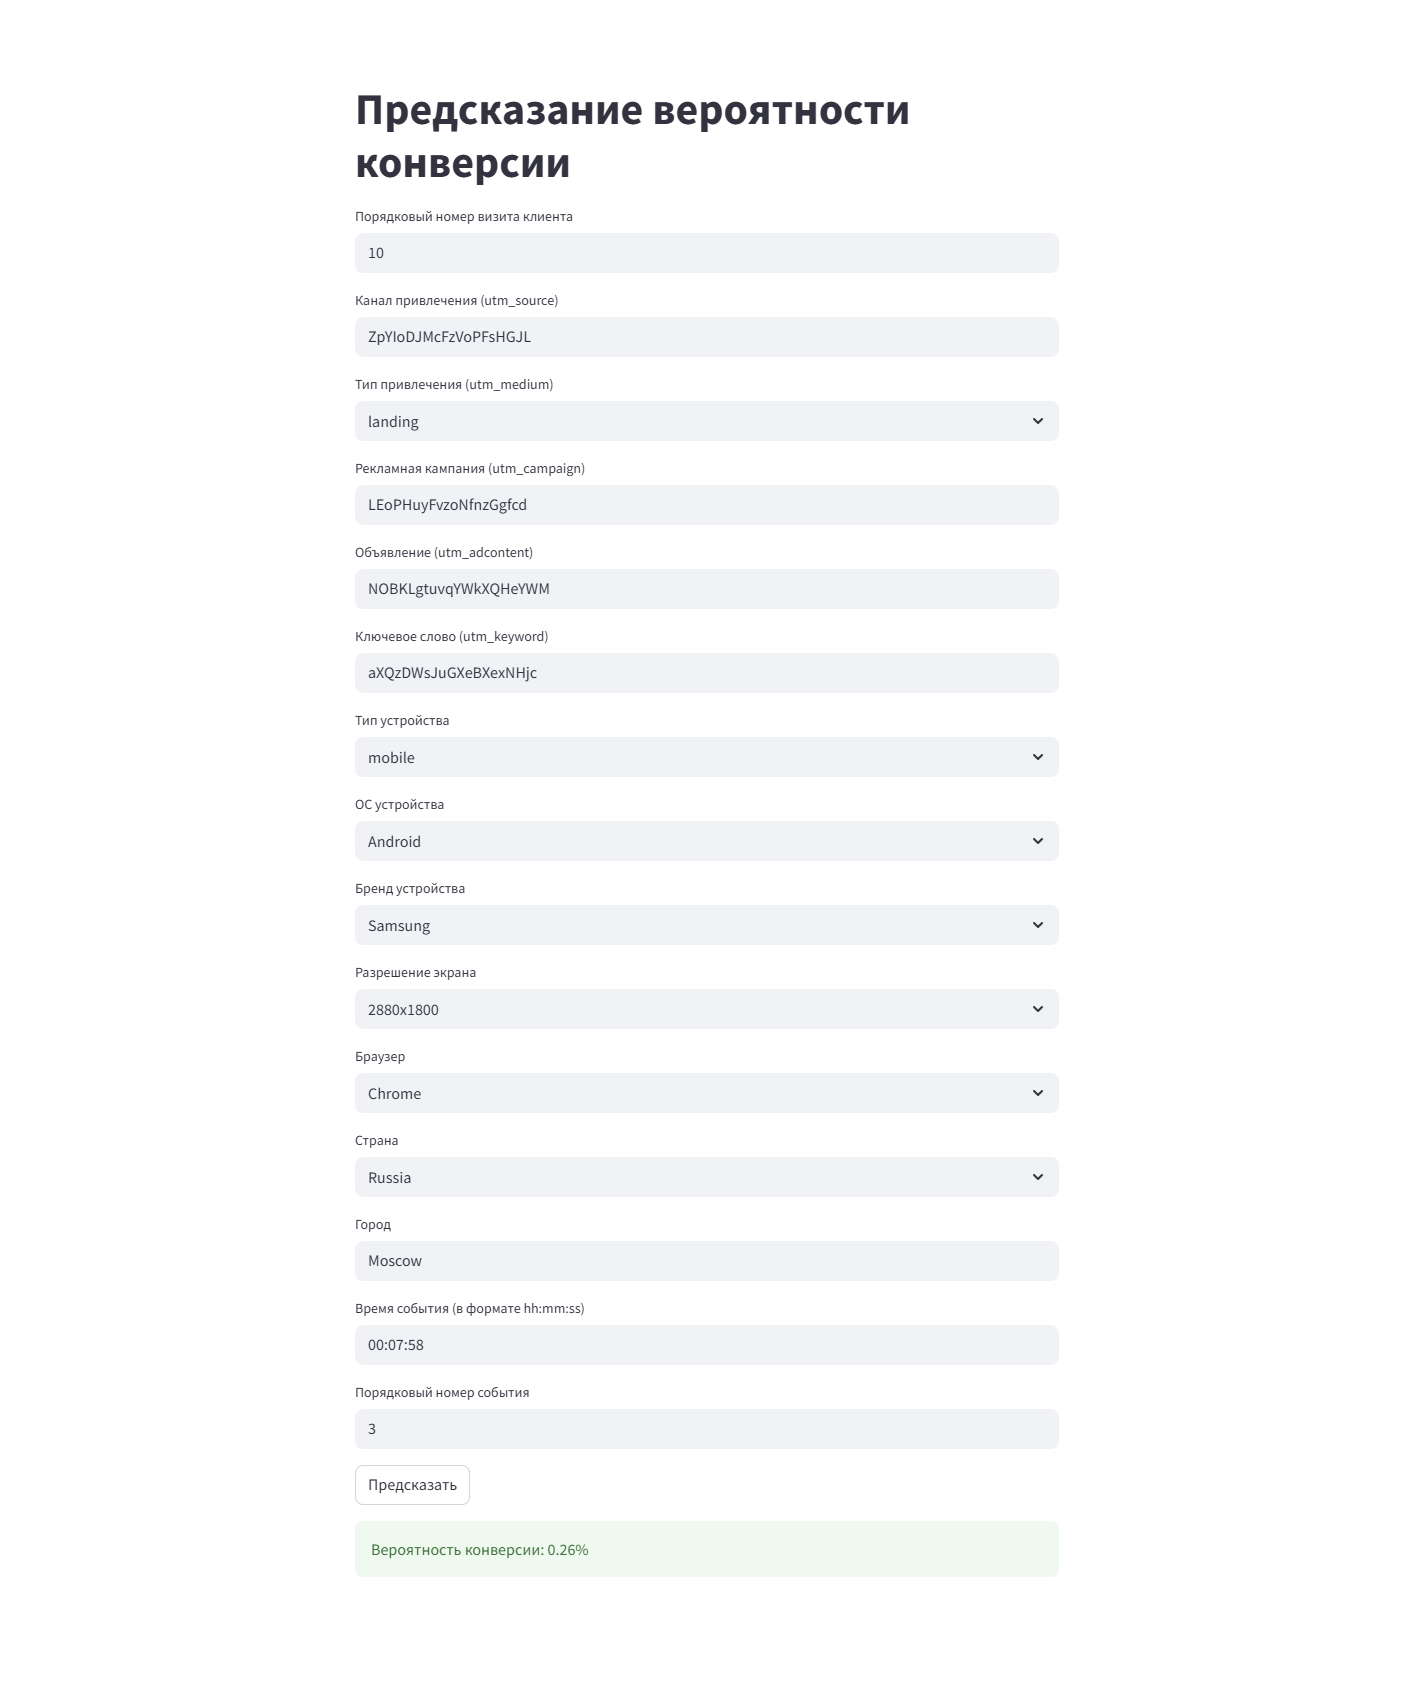 Предсказание вероятности
конверсии
Порядковый номер визита клиента
10
Канал привлечения (utm_source)
ZpYIoDJMcFzVoPFsHGJL
Тип привлечения (utm_medium)
landing
Рекламная кампания (utm_campaign)
LEoPHuyFvzoNfnzGgfcd
Объявление (utm_adcontent)
NOBKLgtuvqYWkXQHeYWM
Ключевое слово (utm_keyword)
aXQzDWsJuGXeBXexNHjc
Тип устройства
mobile
ОС устройства
Android
Бренд устройства
Samsung
Разрешение экрана
2880x1800
Браузер
Chrome
Страна
Russia
Город
Moscow
Время события (в формате hh:mm:ss)
00:07:58
Порядковый номер события
3
Предсказать
Вероятность конверсии: 0.26%